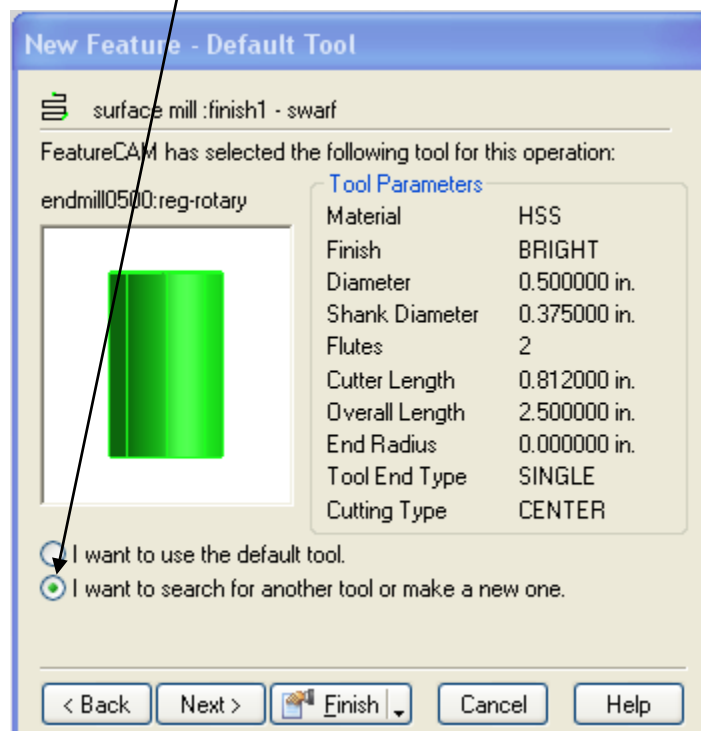 New Feature - Default Tool
surface mill :finish1 - swarf
FeatureCAM has selected the following tool for this operation:
endmill0500:reg-rotary
Tool Parameters
Material HSS
Finish BRIGHT
Diameter 0.500000 in.
Shank Diameter 0.375000 in.
Flutes 2
Cutter Length 0.812000 in.
Overall Length 2.500000 in.
End Radius 0.000000 in.
Tool End Type SINGLE
Cutting Type CENTER
I want to use the default tool.
I want to search for another tool or make a new one.
< Back Next > Finish Cancel Help